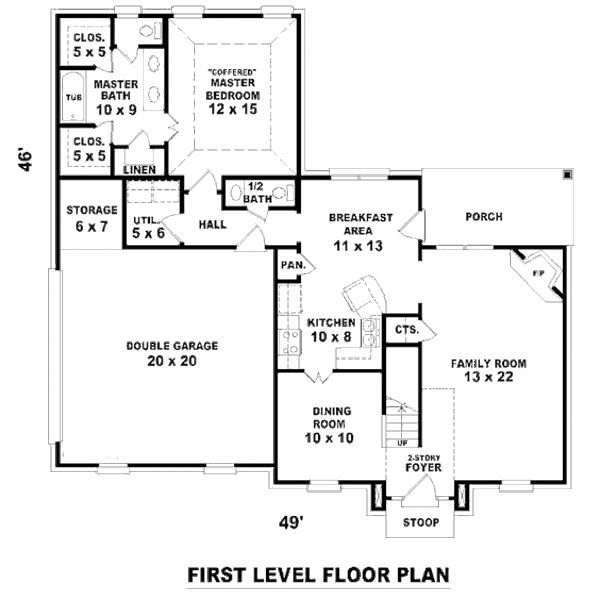 CLOS.
5 x 5
"COFFERED"
MASTER
BEDROOM
12 x 15
MASTER
BATH
10 x 9
TUB
CLOS.
5 x 5
LINEN
46'
1/2
BATH
STORAGE
6 x 7
UTIL.
5 x 6
HALL
BREAKFAST
AREA
11 x 13
PORCH
PAN.
F/P
KITCHEN
10 x 8
CTS.
DOUBLE GARAGE
20 x 20
FAMILY ROOM
13 x 22
DINING
ROOM
10 x 10
UP
2-STORY
FOYER
STOOP
49'
FIRST LEVEL FLOOR PLAN